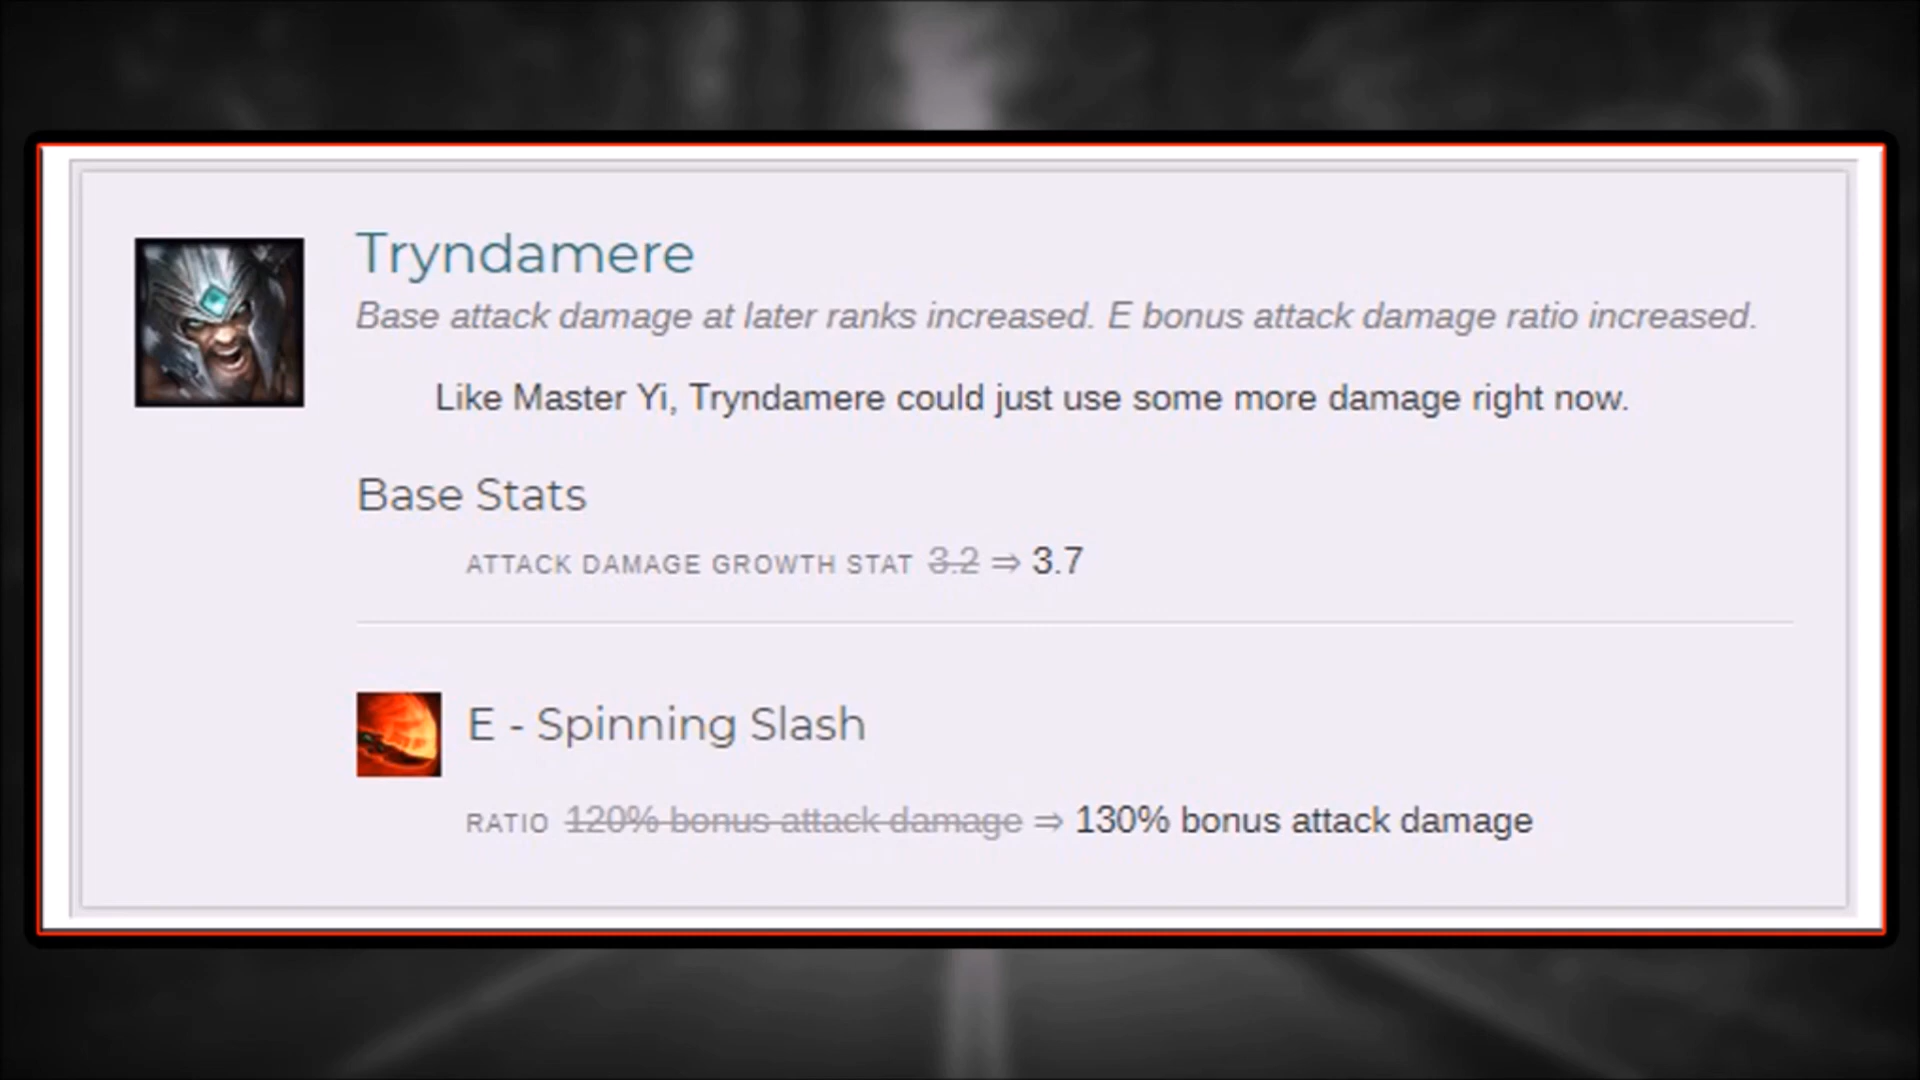 Tryndamere
Base attack damage at later ranks increased. E bonus attack damage ratio increased.
Like Master Yi, Tryndamere could just use some more damage right now.
Base Stats
ATTACK DAMAGE GROWTH STAT 3.2 ⇒ 3.7
E - Spinning Slash
RATIO 120% bonus attack damage ⇒ 130% bonus attack damage